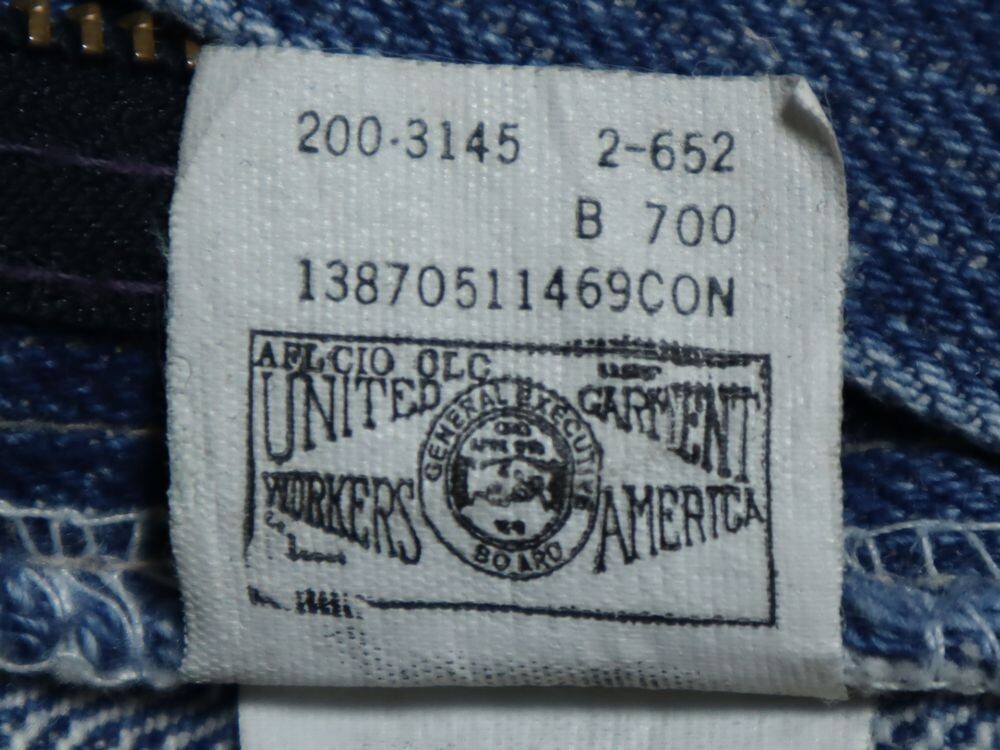 200-3145 2-652
B 700
13870511469CON
AFL-CIO CLC
UNITED GARMENT
GENERAL EXECUTIVE
WORKERS AMERICA
BOARD